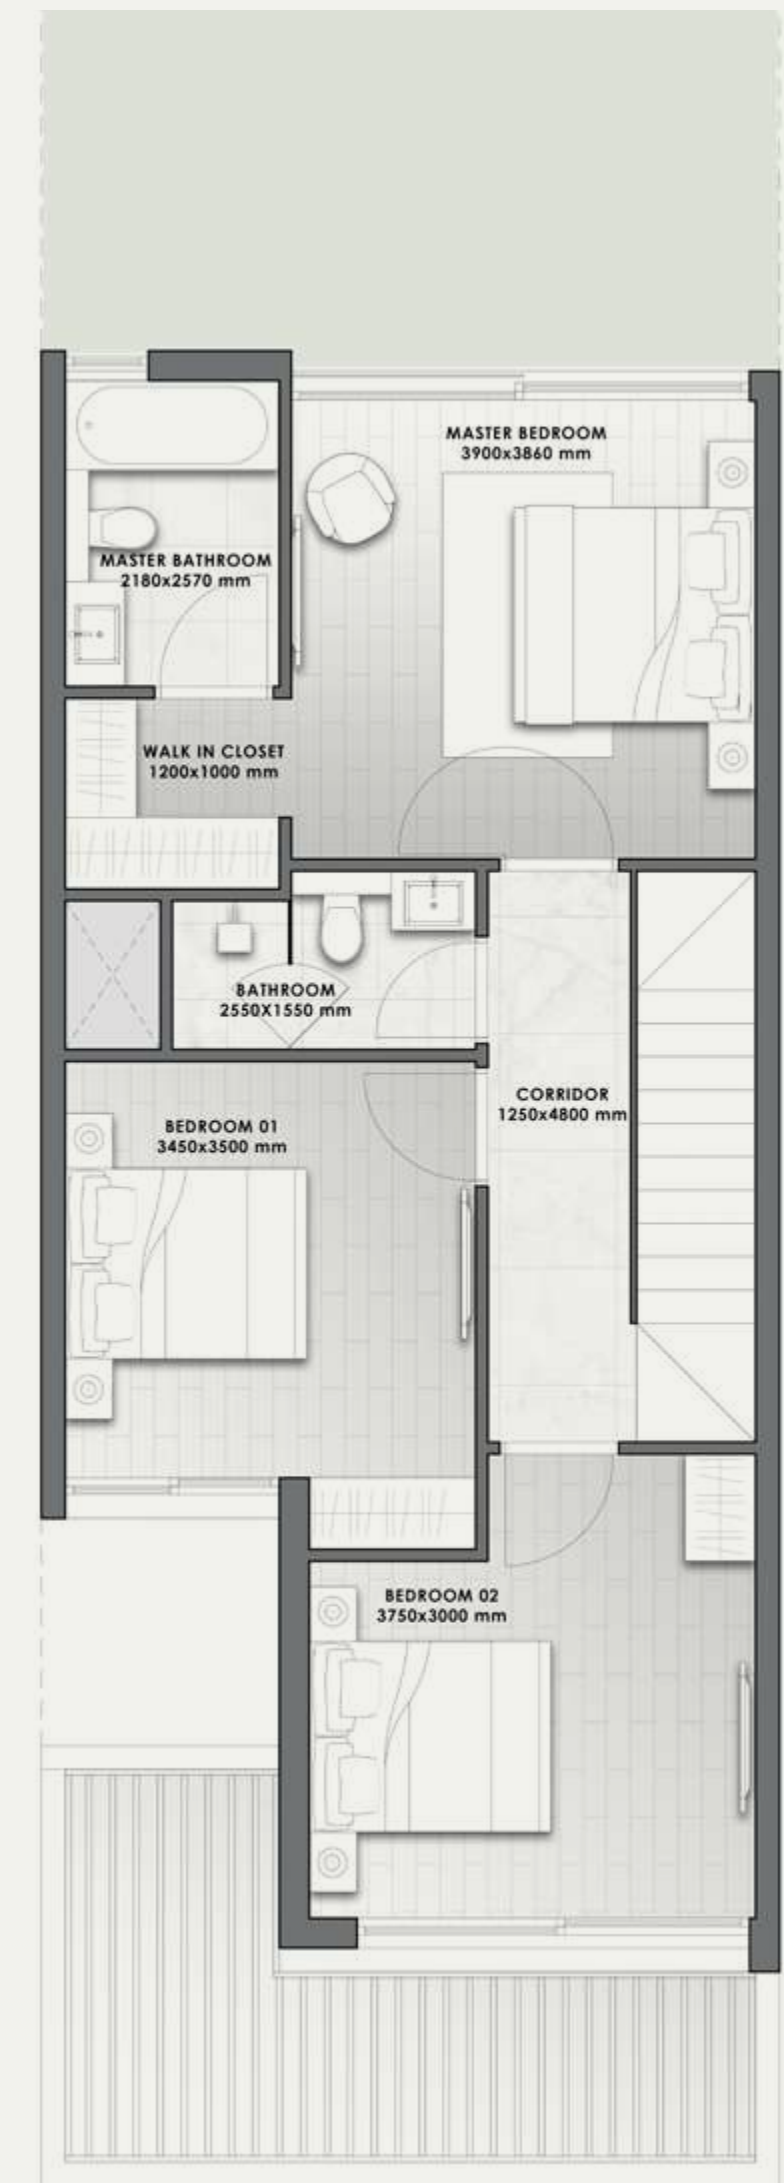 MASTER BEDROOM
3900x3860 mm
MASTER BATHROOM
2180x2570 mm
WALK IN CLOSET
1200x1000 mm
BATHROOM
2550X1550 mm
CORRIDOR
1250x4800 mm
BEDROOM 01
3450x3500 mm
BEDROOM 02
3750x3000 mm